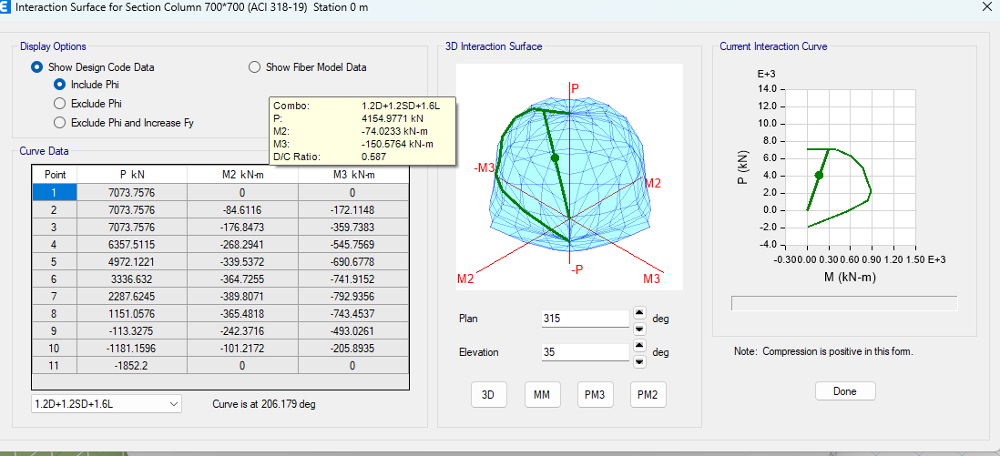 E Interaction Surface for Section Column 700*700 (ACI 318-19) Station 0 m
Display Options
Show Design Code Data
Show Fiber Model Data
Include Phi
Exclude Phi
Exclude Phi and Increase Fy
Combo: 1.2D+1.2SD+1.6L
P: 4154.9771 kN
M2: -74.0233 kN-m
M3: -150.5764 kN-m
D/C Ratio: 0.587
Curve Data
Point P kN M2 kN-m M3 kN-m
1 7073.7576 0 0
2 7073.7576 -84.6116 -172.1148
3 7073.7576 -176.8473 -359.7383
4 6357.5115 -268.2941 -545.7569
5 4972.1221 -339.5372 -690.6778
6 3336.632 -364.7255 -741.9152
7 2287.6245 -389.8071 -792.9356
8 1151.0576 -365.4818 -743.4537
9 -113.3275 -242.3716 -493.0261
10 -1181.1596 -101.2172 -205.8935
11 -1852.2 0 0
1.2D+1.2SD+1.6L
Curve is at 206.179 deg
3D Interaction Surface
P
-M3
M2
M2
-P
M3
Plan 315 deg
Elevation 35 deg
3D MM PM3 PM2
Current Interaction Curve
E+3
14.0
12.0
10.0
8.0
6.0
4.0
2.0
0.0
-2.0
-4.0
P (kN)
-0.30 0.00 0.30 0.60 0.90 1.20 1.50 E+3
M (kN-m)
Note: Compression is positive in this form.
Done